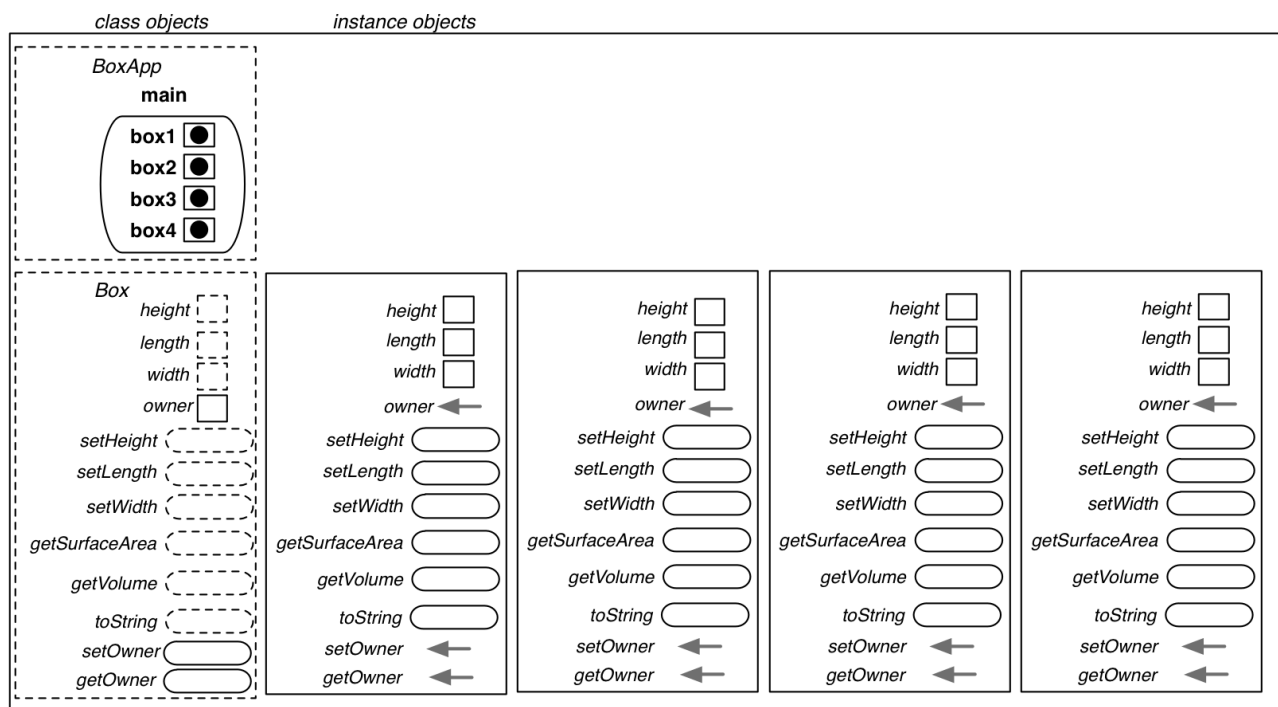 class objects
instance objects
BoxApp
main
box1
box2
box3
box4
Box
height
length
width
owner
setHeight
setLength
setWidth
getSurfaceArea
getVolume
toString
setOwner
getOwner
height
length
width
owner
setHeight
setLength
setWidth
getSurfaceArea
getVolume
toString
setOwner
getOwner
height
length
width
owner
setHeight
setLength
setWidth
getSurfaceArea
getVolume
toString
setOwner
getOwner
height
length
width
owner
setHeight
setLength
setWidth
getSurfaceArea
getVolume
toString
setOwner
getOwner
height
length
width
owner
setHeight
setLength
setWidth
getSurfaceArea
getVolume
toString
setOwner
getOwner